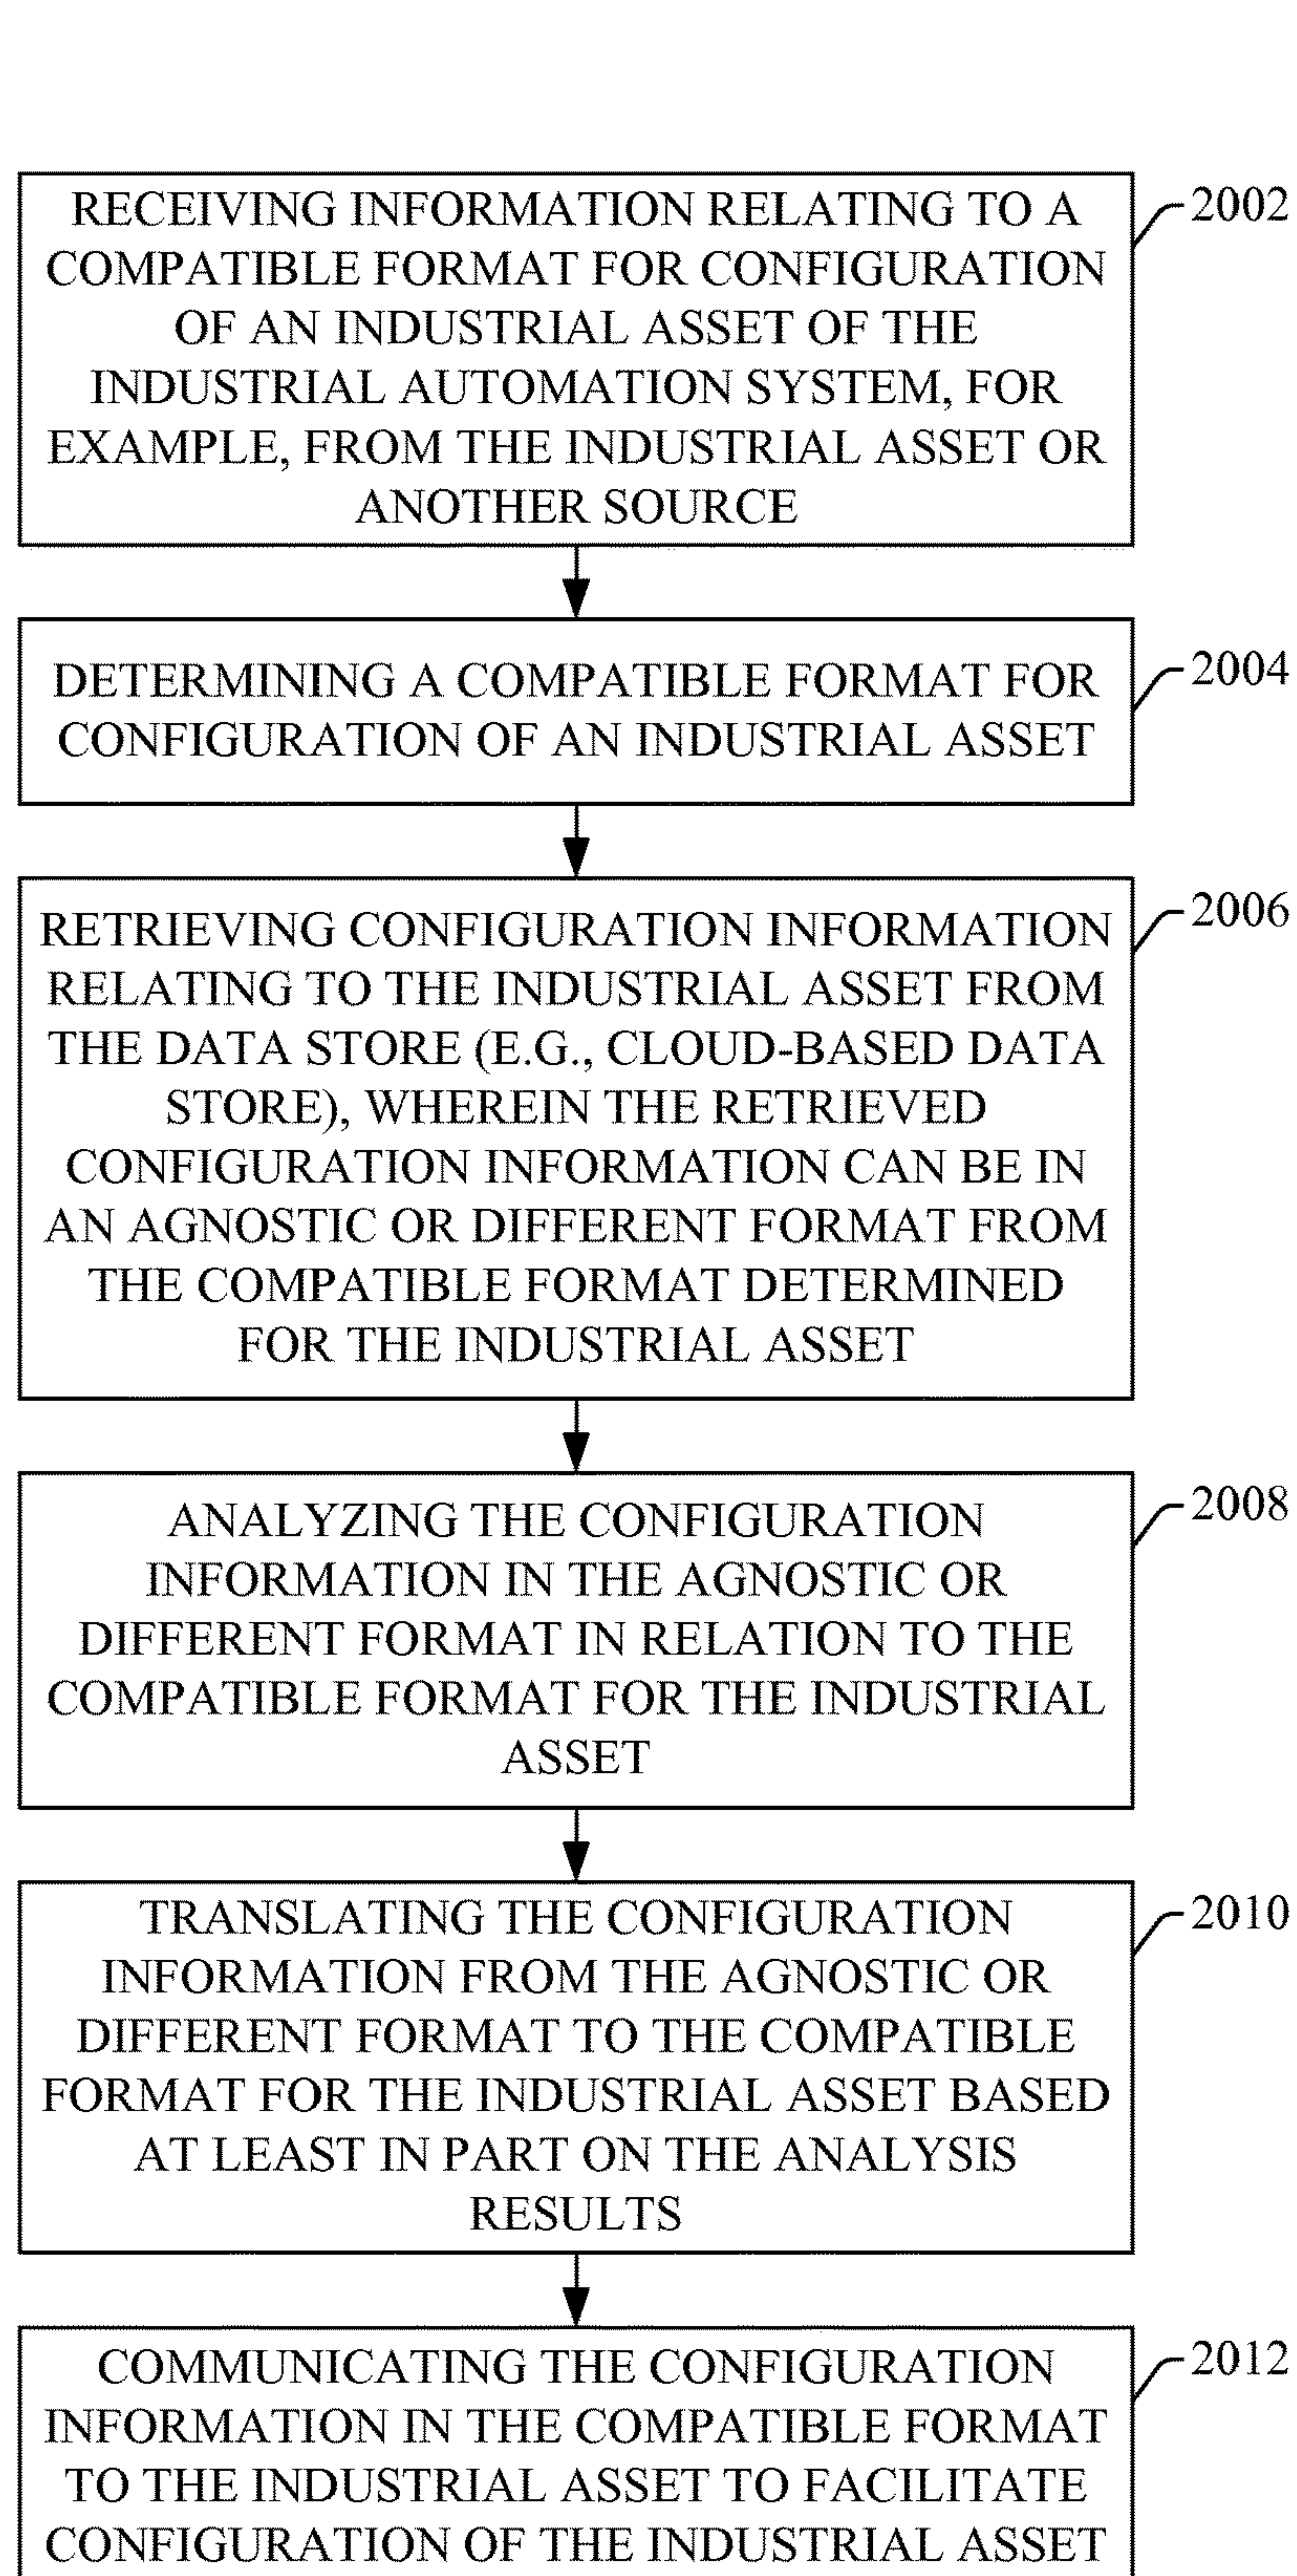 RECEIVING INFORMATION RELATING TO A
COMPATIBLE FORMAT FOR CONFIGURATION
OF AN INDUSTRIAL ASSET OF THE
INDUSTRIAL AUTOMATION SYSTEM, FOR
EXAMPLE, FROM THE INDUSTRIAL ASSET OR
ANOTHER SOURCE
2002
DETERMINING A COMPATIBLE FORMAT FOR
CONFIGURATION OF AN INDUSTRIAL ASSET
2004
RETRIEVING CONFIGURATION INFORMATION
RELATING TO THE INDUSTRIAL ASSET FROM
THE DATA STORE (E.G., CLOUD-BASED DATA
STORE), WHEREIN THE RETRIEVED
CONFIGURATION INFORMATION CAN BE IN
AN AGNOSTIC OR DIFFERENT FORMAT FROM
THE COMPATIBLE FORMAT DETERMINED
FOR THE INDUSTRIAL ASSET
2006
ANALYZING THE CONFIGURATION
INFORMATION IN THE AGNOSTIC OR
DIFFERENT FORMAT IN RELATION TO THE
COMPATIBLE FORMAT FOR THE INDUSTRIAL
ASSET
2008
TRANSLATING THE CONFIGURATION
INFORMATION FROM THE AGNOSTIC OR
DIFFERENT FORMAT TO THE COMPATIBLE
FORMAT FOR THE INDUSTRIAL ASSET BASED
AT LEAST IN PART ON THE ANALYSIS
RESULTS
2010
COMMUNICATING THE CONFIGURATION
INFORMATION IN THE COMPATIBLE FORMAT
TO THE INDUSTRIAL ASSET TO FACILITATE
CONFIGURATION OF THE INDUSTRIAL ASSET
2012